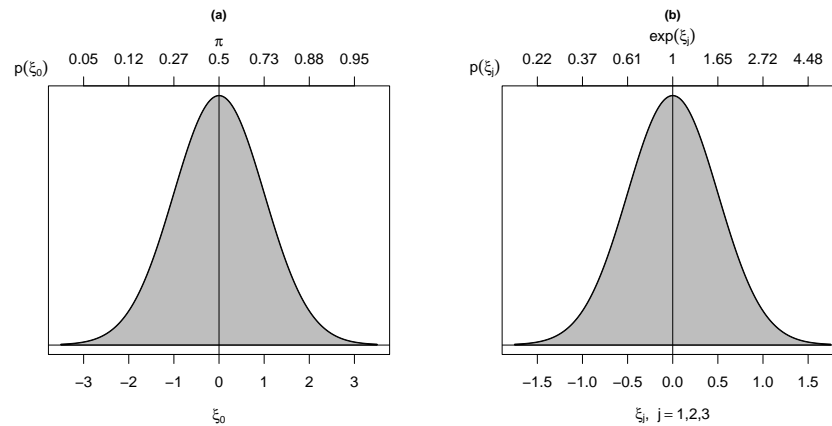 (a)
π
p(ξ₀) 0.05 0.12 0.27 0.5 0.73 0.88 0.95
−3 −2 −1 0 1 2 3
ξ₀
(b)
exp(ξⱼ)
p(ξⱼ) 0.22 0.37 0.61 1 1.65 2.72 4.48
−1.5 −1.0 −0.5 0.0 0.5 1.0 1.5
ξⱼ, j = 1,2,3